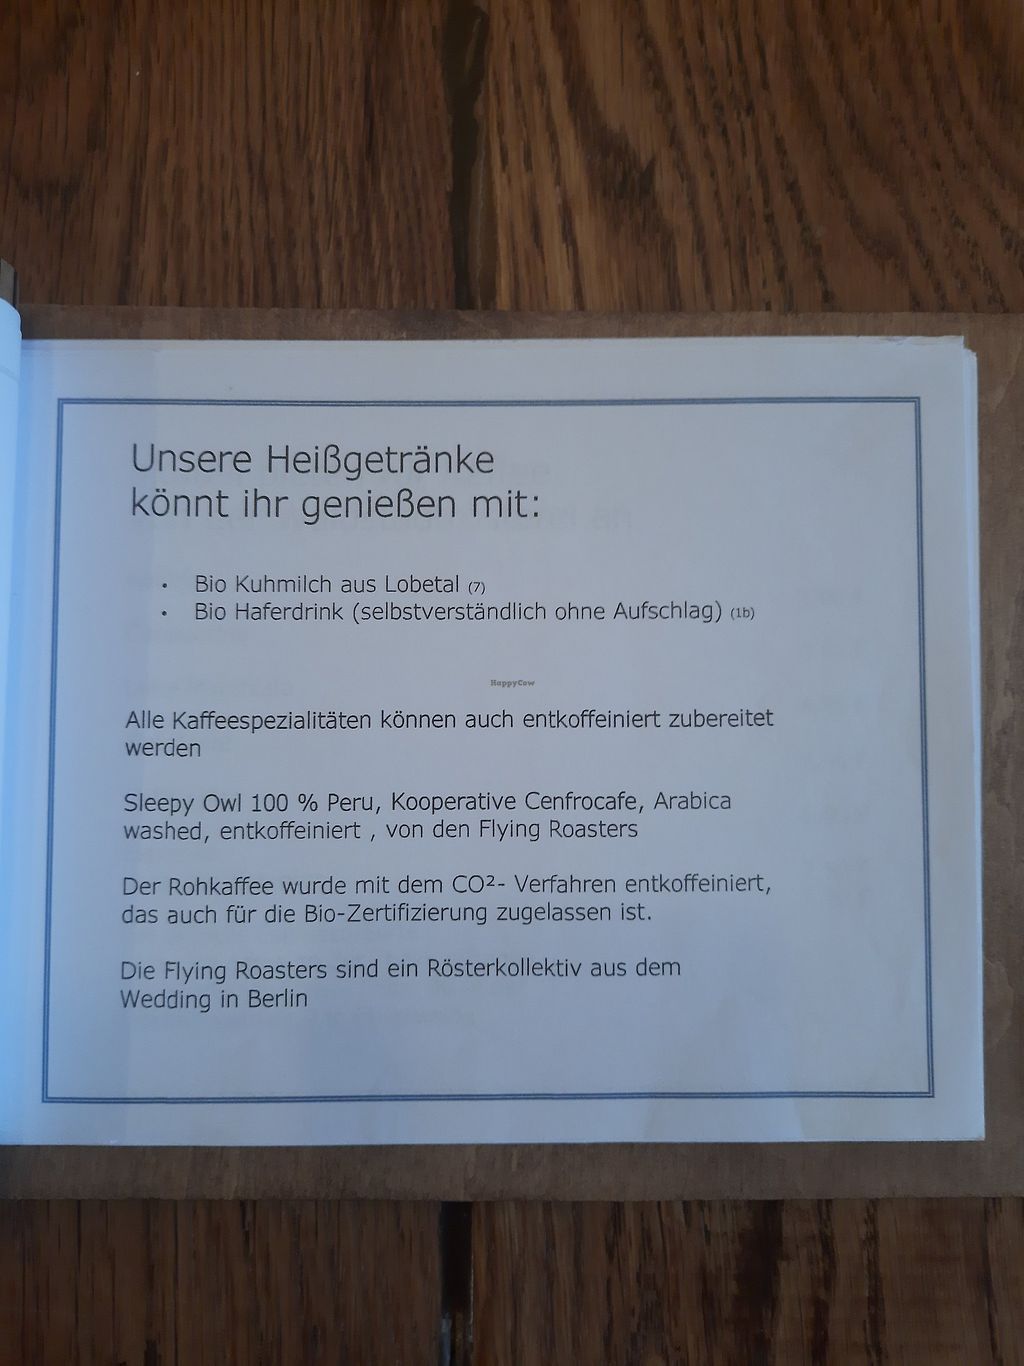 Unsere Heißgetränke
könnt ihr genießen mit:
• Bio Kuhmilch aus Lobetal (7)
• Bio Haferdrink (selbstverständlich ohne Aufschlag) (1b)
HappyCow
Alle Kaffeespezialitäten können auch entkoffeiniert zubereitet
werden
Sleepy Owl 100 % Peru, Kooperative Cenfrocafe, Arabica
washed, entkoffeiniert , von den Flying Roasters
Der Rohkaffee wurde mit dem CO²- Verfahren entkoffeiniert,
das auch für die Bio-Zertifizierung zugelassen ist.
Die Flying Roasters sind ein Rösterkollektiv aus dem
Wedding in Berlin